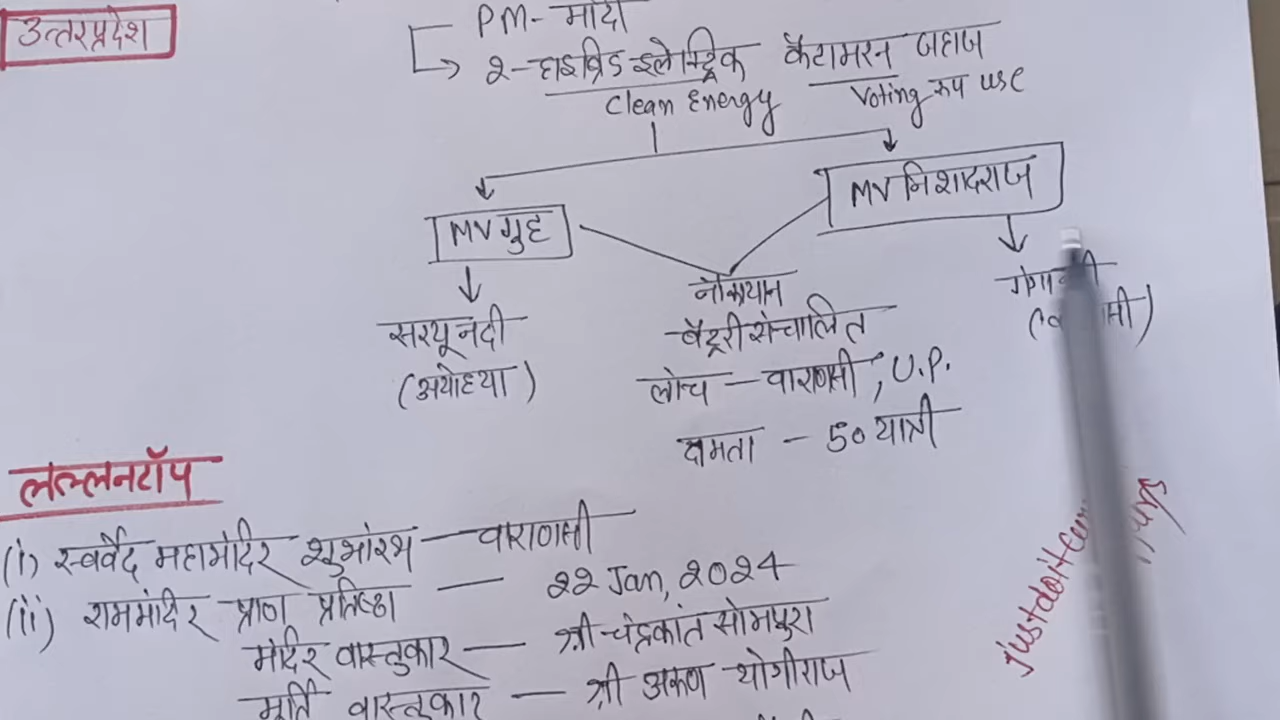 उत्तरप्रदेश
PM- मोदी
2-हाइब्रिड इलेक्ट्रिक कैटामरन जहाज
Clean Energy Voting रूप use
MV गुह
MV निशादराज
सरयू नदी
(अयोध्या)
नौकायान
बैट्री संचालित
लांच - वाराणसी, U.P.
क्षमता - 50 यात्री
लल्लनटॉप
(i) स्वर्वेद महामंदिर शुभारंभ - वाराणसी
(ii) राममंदिर प्राण प्रतिष्ठा - 22 Jan, 2024
मंदिर वास्तुकार - श्री चंद्रकांत सोमपुरा
मूर्ति वास्तुकार - श्री अरुण योगीराज